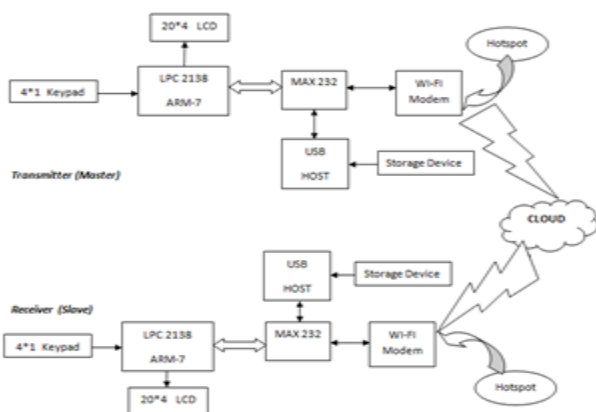 20*4 LCD
Hotspot
4*1 Keypad
LPC 2138
ARM-7
MAX 232
WI-FI
Modem
USB
HOST
Storage Device
Transmitter (Master)
CLOUD
USB
HOST
Storage Device
Receiver (Slave)
4*1 Keypad
LPC 2138
ARM-7
MAX 232
WI-FI
Modem
20*4 LCD
Hotspot